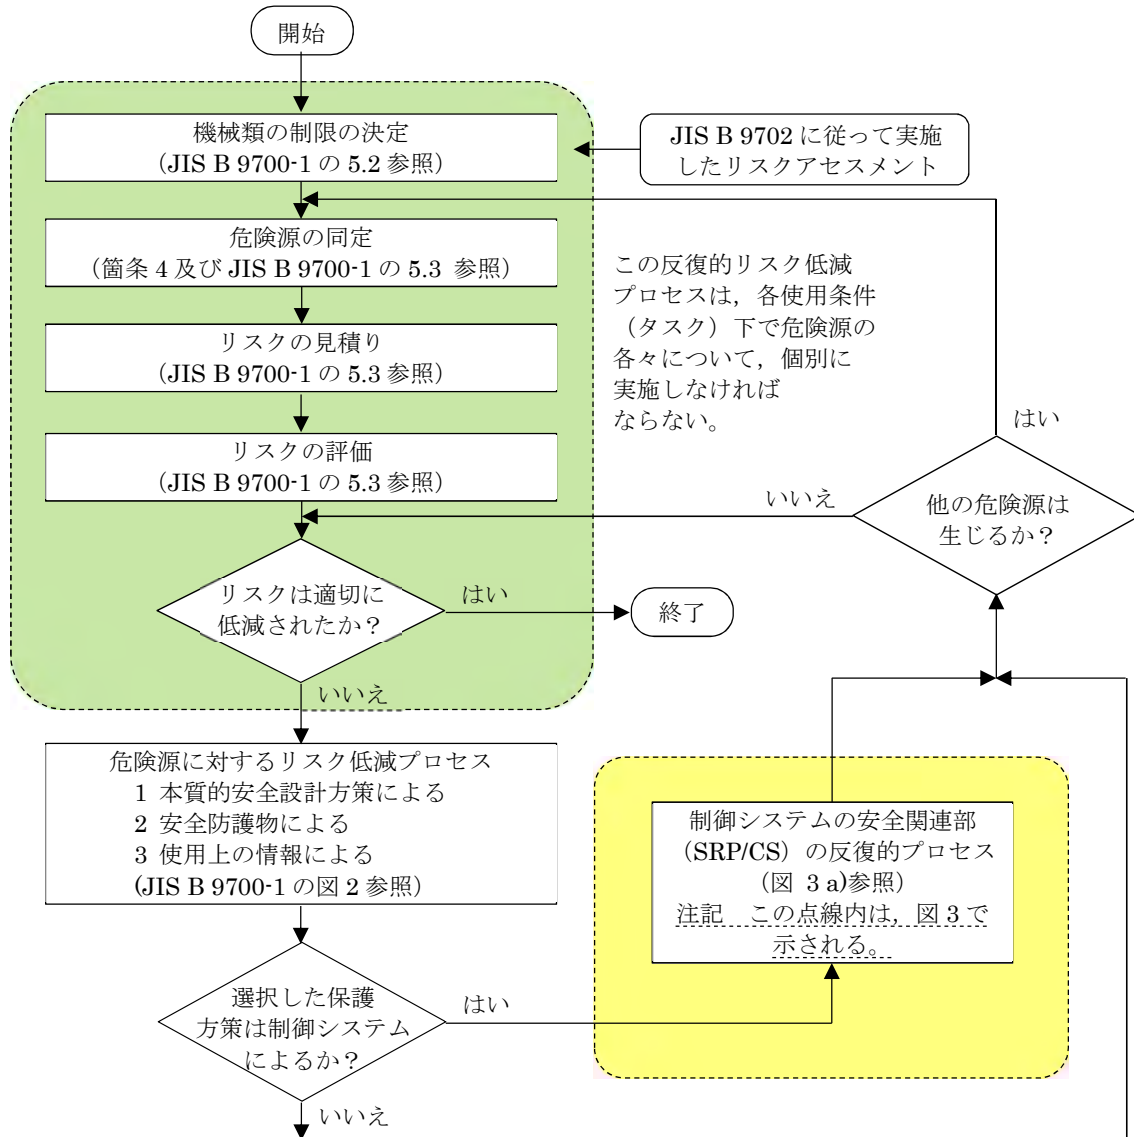 開始
機械類の制限の決定
（JIS B 9700-1 の 5.2 参照）
JIS B 9702 に従って実施
したリスクアセスメント
危険源の同定
（箇条 4 及び JIS B 9700-1 の 5.3 参照）
この反復的リスク低減
プロセスは，各使用条件
（タスク）下で危険源の
各々について，個別に
実施しなければ
ならない。
リスクの見積り
（JIS B 9700-1 の 5.3 参照）
はい
リスクの評価
（JIS B 9700-1 の 5.3 参照）
いいえ
他の危険源は
生じるか？
リスクは適切に
低減されたか？
はい
終了
いいえ
危険源に対するリスク低減プロセス
1 本質的安全設計方策による
2 安全防護物による
3 使用上の情報による
(JIS B 9700-1 の図 2 参照）
制御システムの安全関連部
（SRP/CS）の反復的プロセス
（図 3 a)参照）
注記　この点線内は，図 3 で
示される。
選択した保護
方策は制御システム
によるか？
はい
いいえ